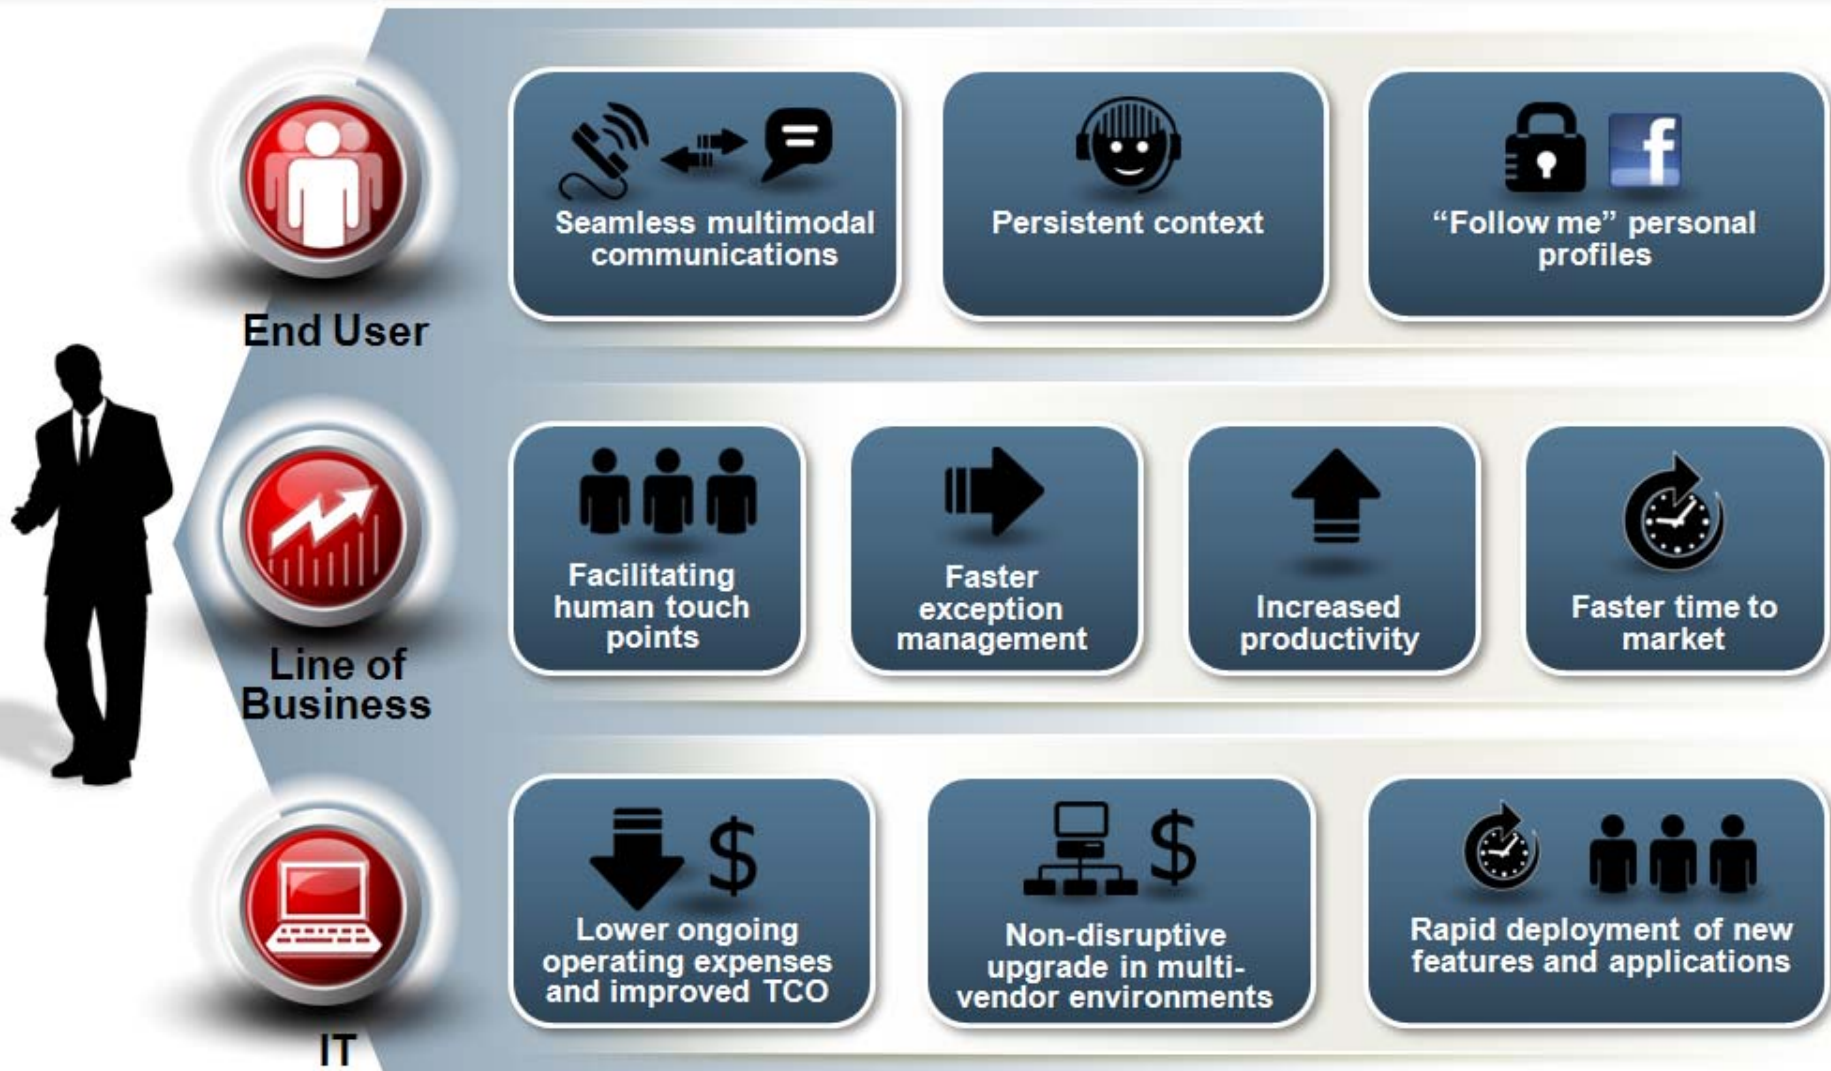 End User
Seamless multimodal
communications
Persistent context
“Follow me” personal
profiles
f
Line of
Business
Facilitating
human touch
points
Faster
exception
management
Increased
productivity
Faster time to
market
IT
$
Lower ongoing
operating expenses
and improved TCO
$
Non-disruptive
upgrade in multi-
vendor environments
Rapid deployment of new
features and applications